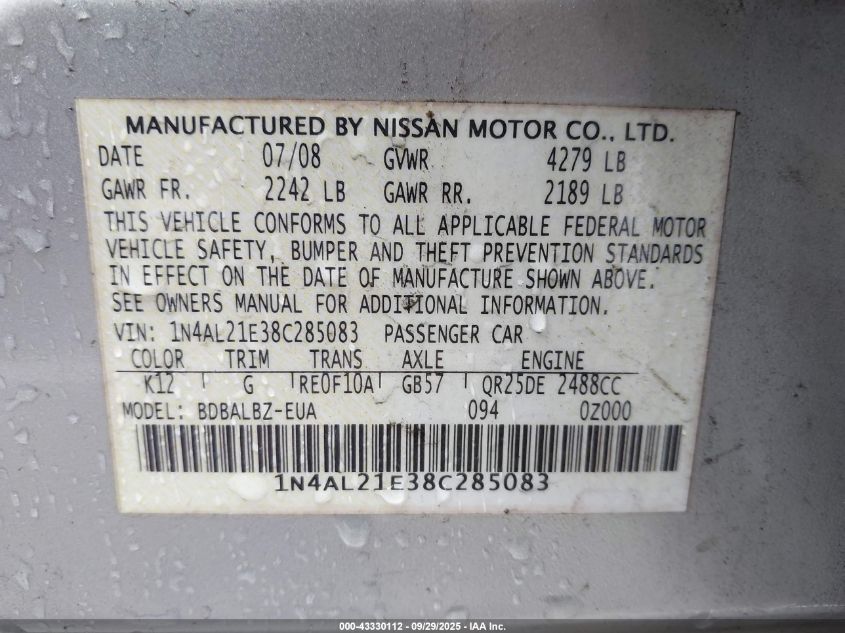 MANUFACTURED BY NISSAN MOTOR CO., LTD.
DATE 07/08 GVWR 4279 LB
GAWR FR. 2242 LB GAWR RR. 2189 LB
THIS VEHICLE CONFORMS TO ALL APPLICABLE FEDERAL MOTOR
VEHICLE SAFETY, BUMPER AND THEFT PREVENTION STANDARDS
IN EFFECT ON THE DATE OF MANUFACTURE SHOWN ABOVE.
SEE OWNERS MANUAL FOR ADDITIONAL INFORMATION.
VIN: 1N4AL21E38C285083 PASSENGER CAR
COLOR TRIM TRANS AXLE ENGINE
K12 G RE0F10A GB57 QR25DE 2488CC
MODEL: BDBALBZ-EUA 094 0Z000
1N4AL21E38C285083
000-43330112 - 09/29/2025 - IAA Inc.